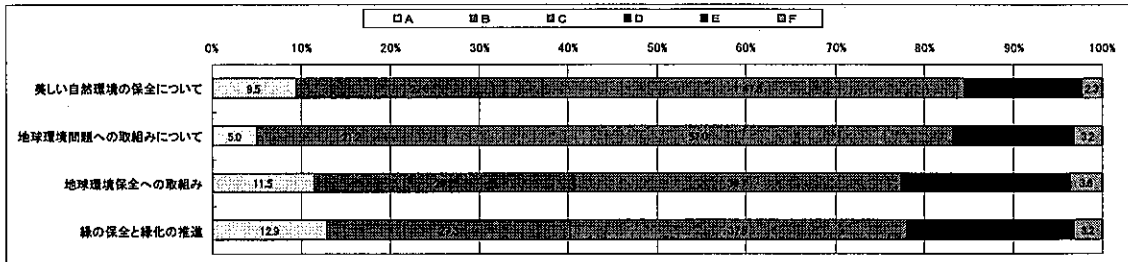 A B C D E F
0% 10% 20% 30% 40% 50% 60% 70% 80% 90% 100%
美しい自然環境の保全について 9.5 2.3
地球環境問題への取組みについて 5.0 3.2
地球環境保全への取組み 11.5 3.6
緑の保全と緑化の推進 12.9 3.2